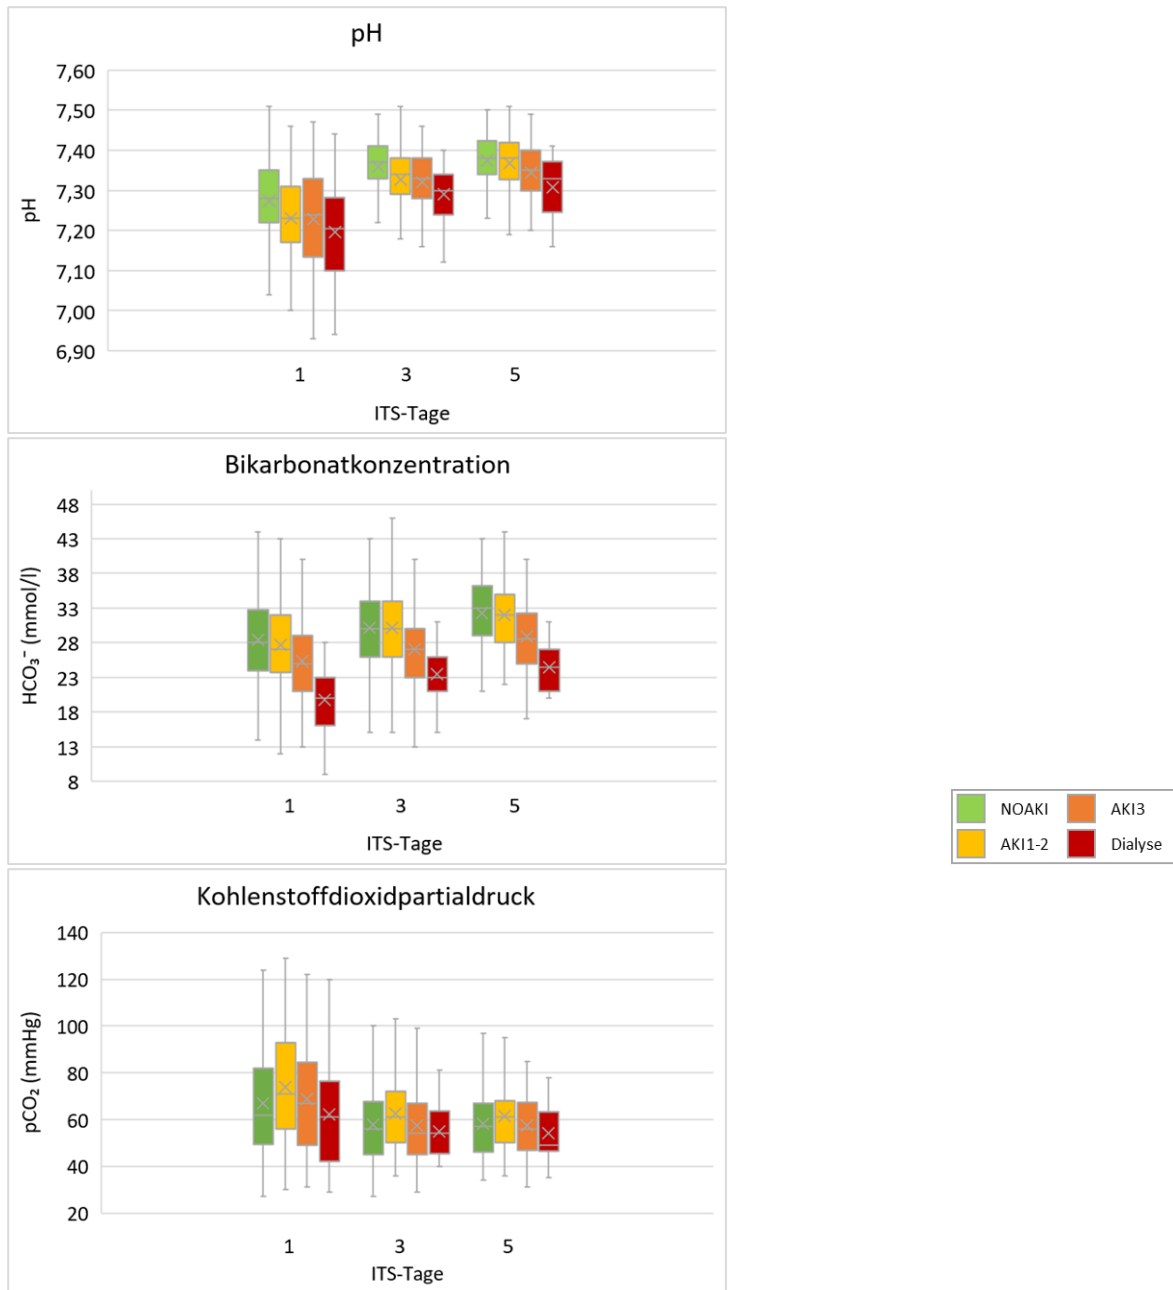 pH
7,60
7,50
7,40
7,30
7,20
7,10
7,00
6,90
pH
1 3 5
ITS-Tage
Bikarbonatkonzentration
48
43
38
33
28
23
18
13
8
HCO₃⁻ (mmol/l)
1 3 5
ITS-Tage
NOAKI AKI3
AKI1-2 Dialyse
Kohlenstoffdioxidpartialdruck
140
120
100
80
60
40
20
pCO₂ (mmHg)
1 3 5
ITS-Tage